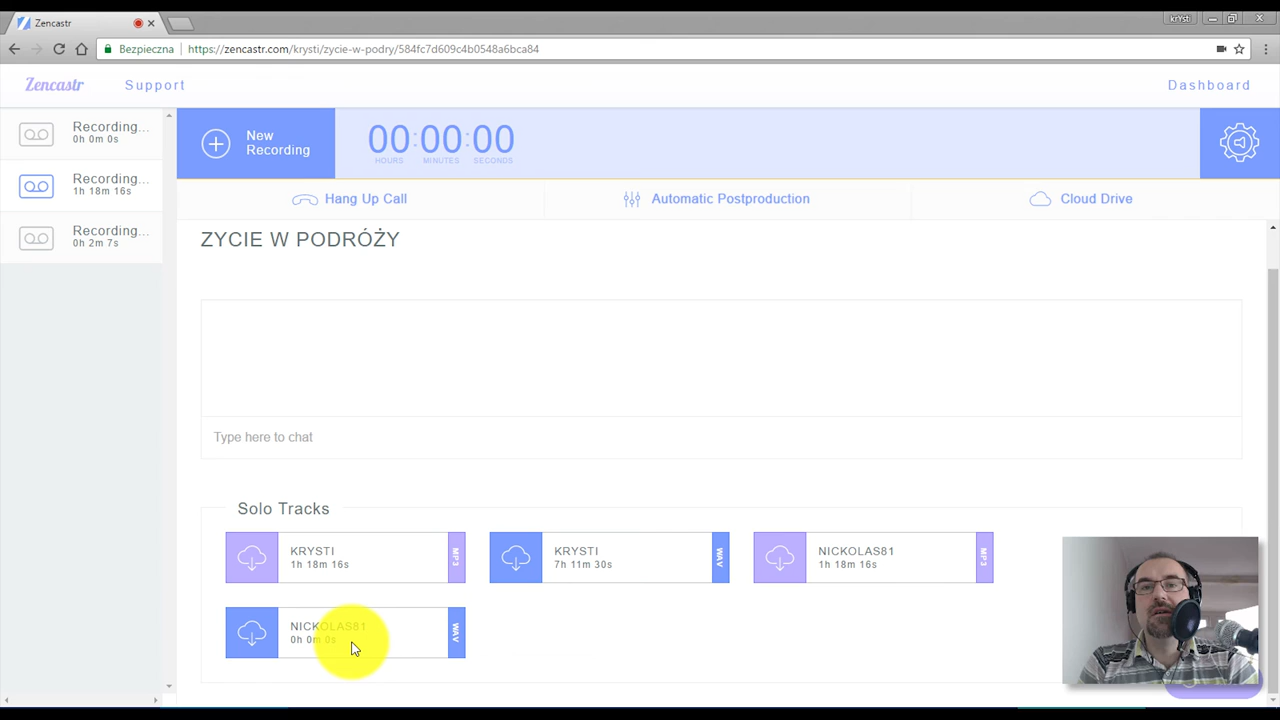 Zencastr
krYsti
Bezpieczna
https://zencastr.com/krysti/zycie-w-podry/584fc7d609c4b0548a6bca84
Zencastr
Support
Dashboard
Recording...
0h 0m 0s
Recording...
1h 18m 16s
Recording...
0h 2m 7s
New
Recording
00:00:00
HOURS
MINUTES
SECONDS
Hang Up Call
Automatic Postproduction
Cloud Drive
ZYCIE W PODRÓŻY
Type here to chat
Solo Tracks
KRYSTI
1h 18m 16s
MP3
KRYSTI
7h 11m 30s
WAV
NICKOLAS81
1h 18m 16s
MP3
NICKOLAS81
0h 0m 0s
WAV